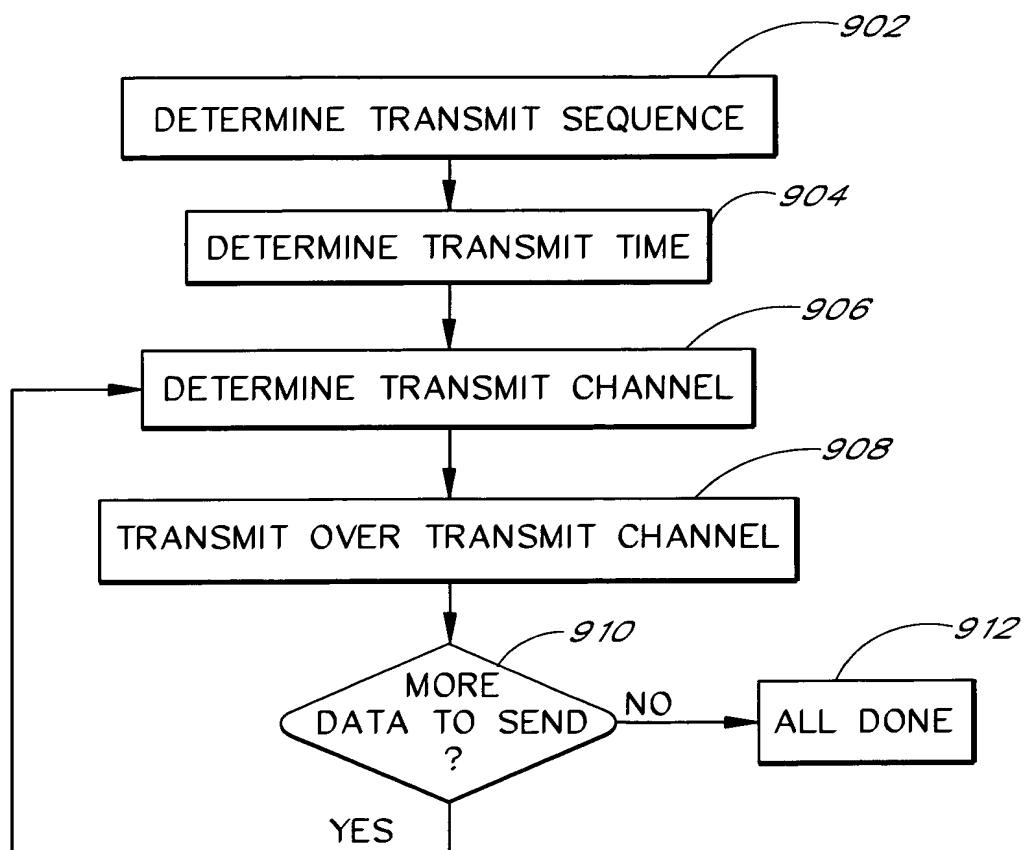 902
DETERMINE TRANSMIT SEQUENCE
904
DETERMINE TRANSMIT TIME
906
DETERMINE TRANSMIT CHANNEL
908
TRANSMIT OVER TRANSMIT CHANNEL
910
MORE
DATA TO SEND
?
NO
912
ALL DONE
YES